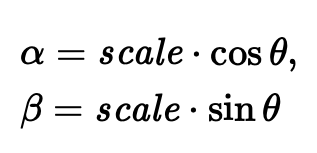 α = scale · cos θ,
β = scale · sin θ